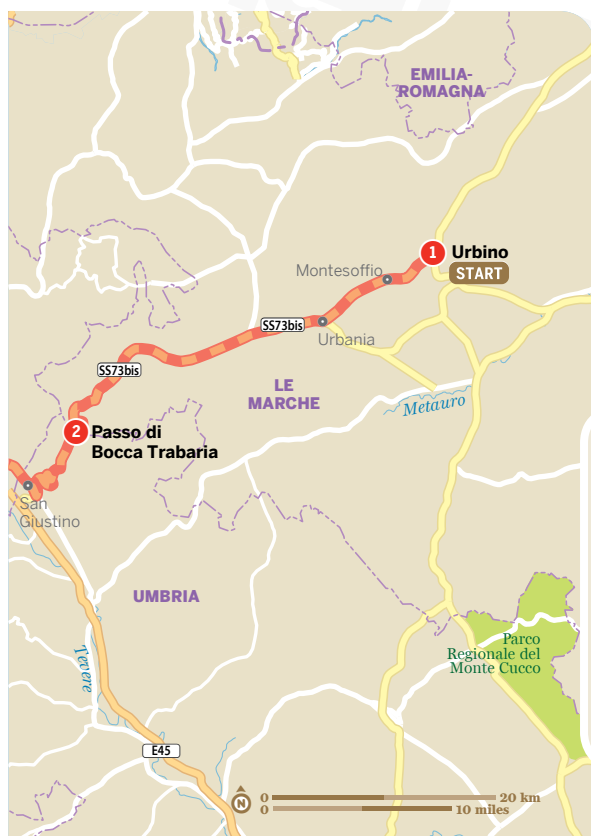 EMILIA-
ROMAGNA
1 Urbino
START
Montesoffio
SS73bis
Urbania
SS73bis
LE
MARCHE
Metauro
2 Passo di
Bocca Trabaria
San
Giustino
UMBRIA
Parco
Regionale del
Monte Cucco
Tevere
E45
N
0 20 km
0 10 miles